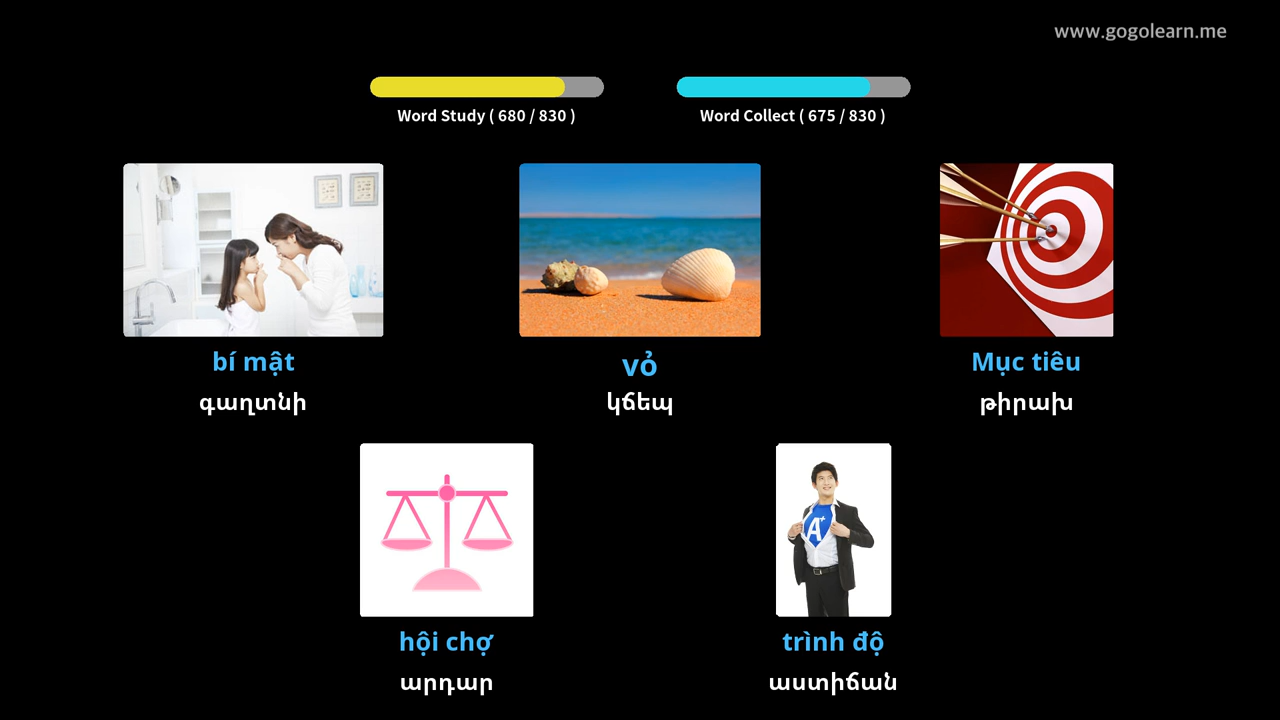 www.gogolearn.me
Word Study ( 680 / 830 )
Word Collect ( 675 / 830 )
bí mật
գաղտնի
vỏ
կճեպ
Mục tiêu
թիրախ
A+
hội chợ
արդար
trình độ
աստիճան